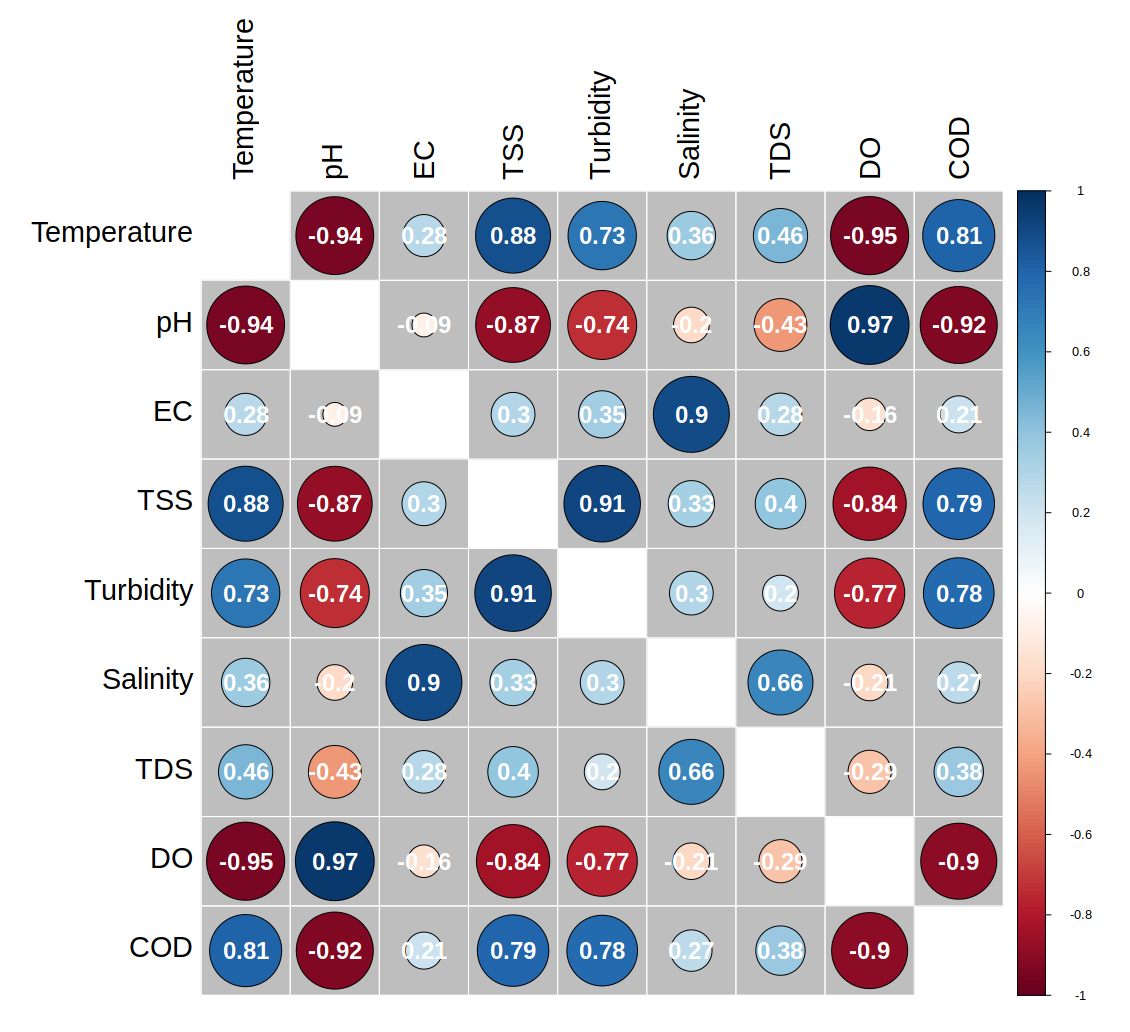 Temperature pH EC TSS Turbidity Salinity TDS DO COD
Temperature -0.94 0.28 0.88 0.73 0.36 0.46 -0.95 0.81
pH -0.94 -0.09 -0.87 -0.74 -0.2 -0.43 0.97 -0.92
EC 0.28 -0.09 0.3 0.35 0.9 0.28 -0.16 0.21
TSS 0.88 -0.87 0.3 0.91 0.33 0.4 -0.84 0.79
Turbidity 0.73 -0.74 0.35 0.91 0.3 0.2 -0.77 0.78
Salinity 0.36 -0.2 0.9 0.33 0.3 0.66 -0.21 0.27
TDS 0.46 -0.43 0.28 0.4 0.2 0.66 -0.29 0.38
DO -0.95 0.97 -0.16 -0.84 -0.77 -0.21 -0.29 -0.9
COD 0.81 -0.92 0.21 0.79 0.78 0.27 0.38 -0.9
1
0.8
0.6
0.4
0.2
0
-0.2
-0.4
-0.6
-0.8
-1